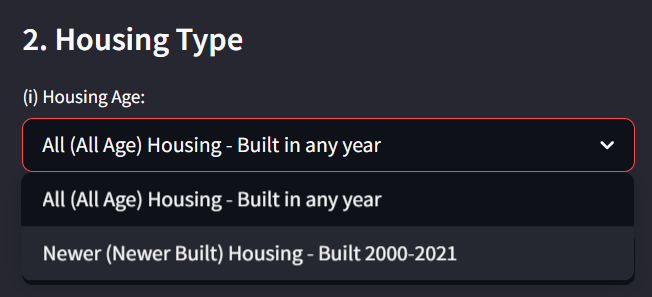 2. Housing Type
(i) Housing Age:
All (All Age) Housing - Built in any year
All (All Age) Housing - Built in any year
Newer (Newer Built) Housing - Built 2000-2021